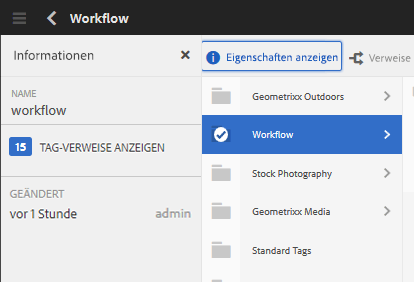 Workflow
Informationen
NAME
workflow
15 TAG-VERWEISE ANZEIGEN
GEÄNDERT
vor 1 Stunde admin
Eigenschaften anzeigen
Verweise
Geometrixx Outdoors
Workflow
Stock Photography
Geometrixx Media
Standard Tags